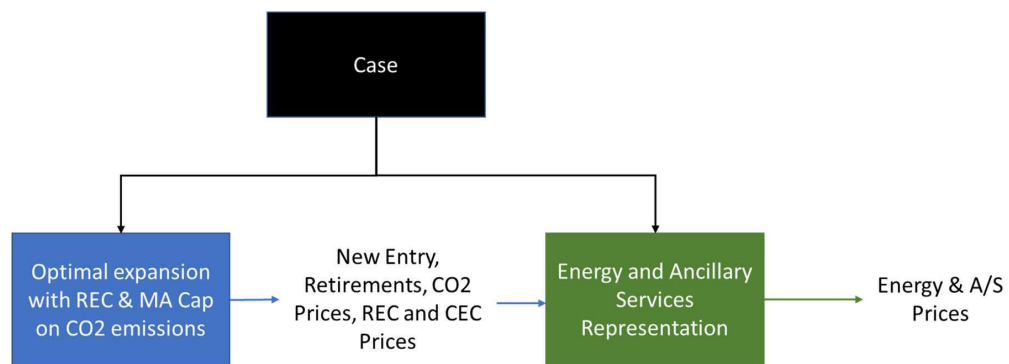 Case
Optimal expansion
with REC & MA Cap
on CO2 emissions
New Entry,
Retirements, CO2
Prices, REC and CEC
Prices
Energy and Ancillary
Services
Representation
Energy & A/S
Prices